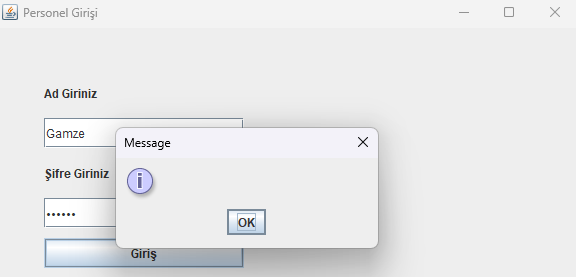 Personel Girişi
Ad Giriniz
Gamze
Message
Şifre Giriniz
••••••
OK
Giriş